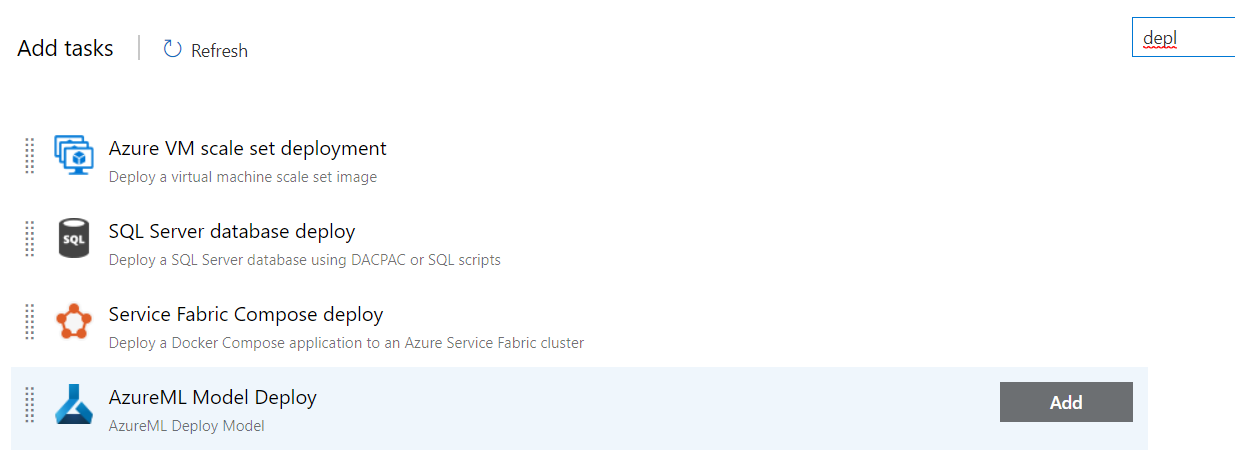 Add tasks
Refresh
depl
Azure VM scale set deployment
Deploy a virtual machine scale set image
SQL
SQL Server database deploy
Deploy a SQL Server database using DACPAC or SQL scripts
Service Fabric Compose deploy
Deploy a Docker Compose application to an Azure Service Fabric cluster
AzureML Model Deploy
Add
AzureML Deploy Model